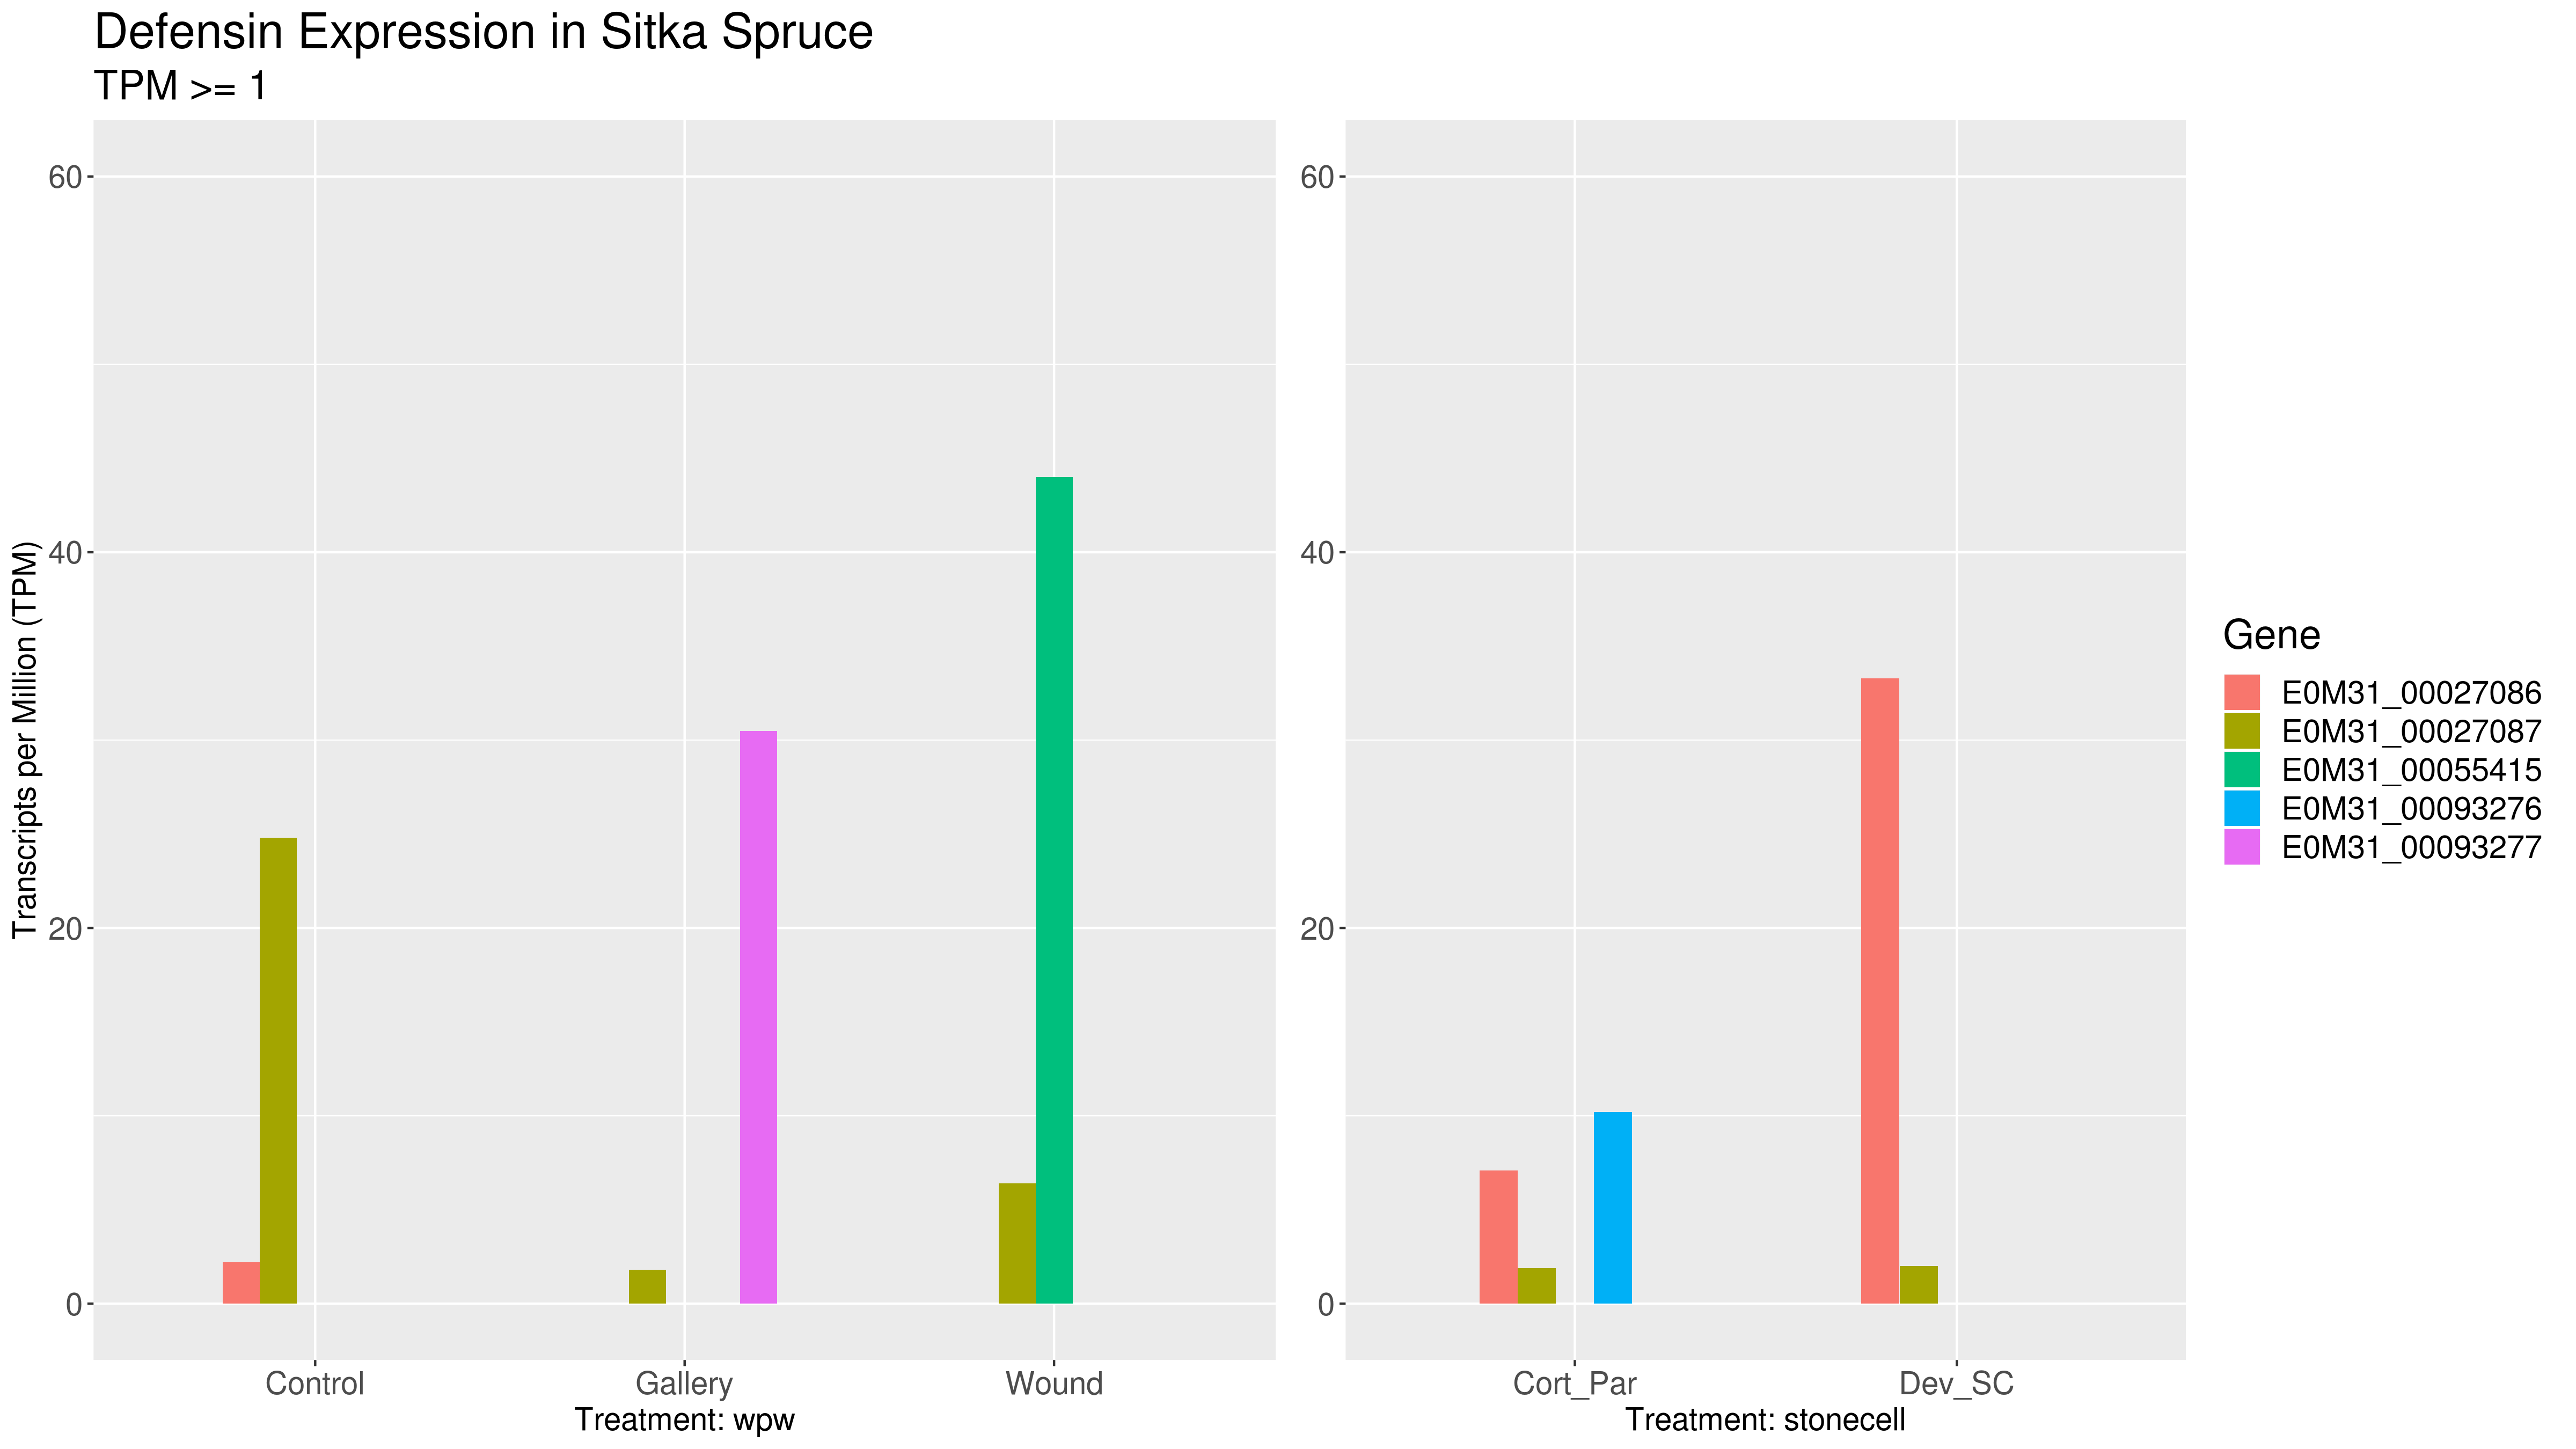 Defensin Expression in Sitka Spruce
TPM >= 1
Transcripts per Million (TPM)
60
40
20
0
Control Gallery Wound
Treatment: wpw
60
40
20
0
Cort_Par Dev_SC
Treatment: stonecell
Gene
E0M31_00027086
E0M31_00027087
E0M31_00055415
E0M31_00093276
E0M31_00093277